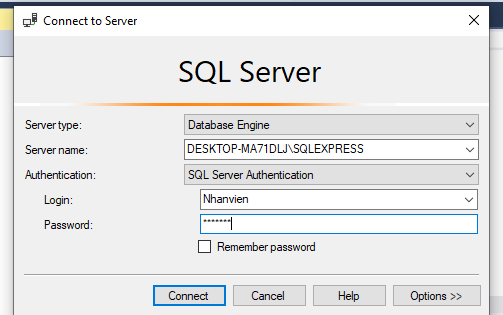 Connect to Server
SQL Server
Server type: Database Engine
Server name: DESKTOP-MA71DLJ\SQLEXPRESS
Authentication: SQL Server Authentication
Login: Nhanvien
Password: *******
Remember password
Connect Cancel Help Options >>